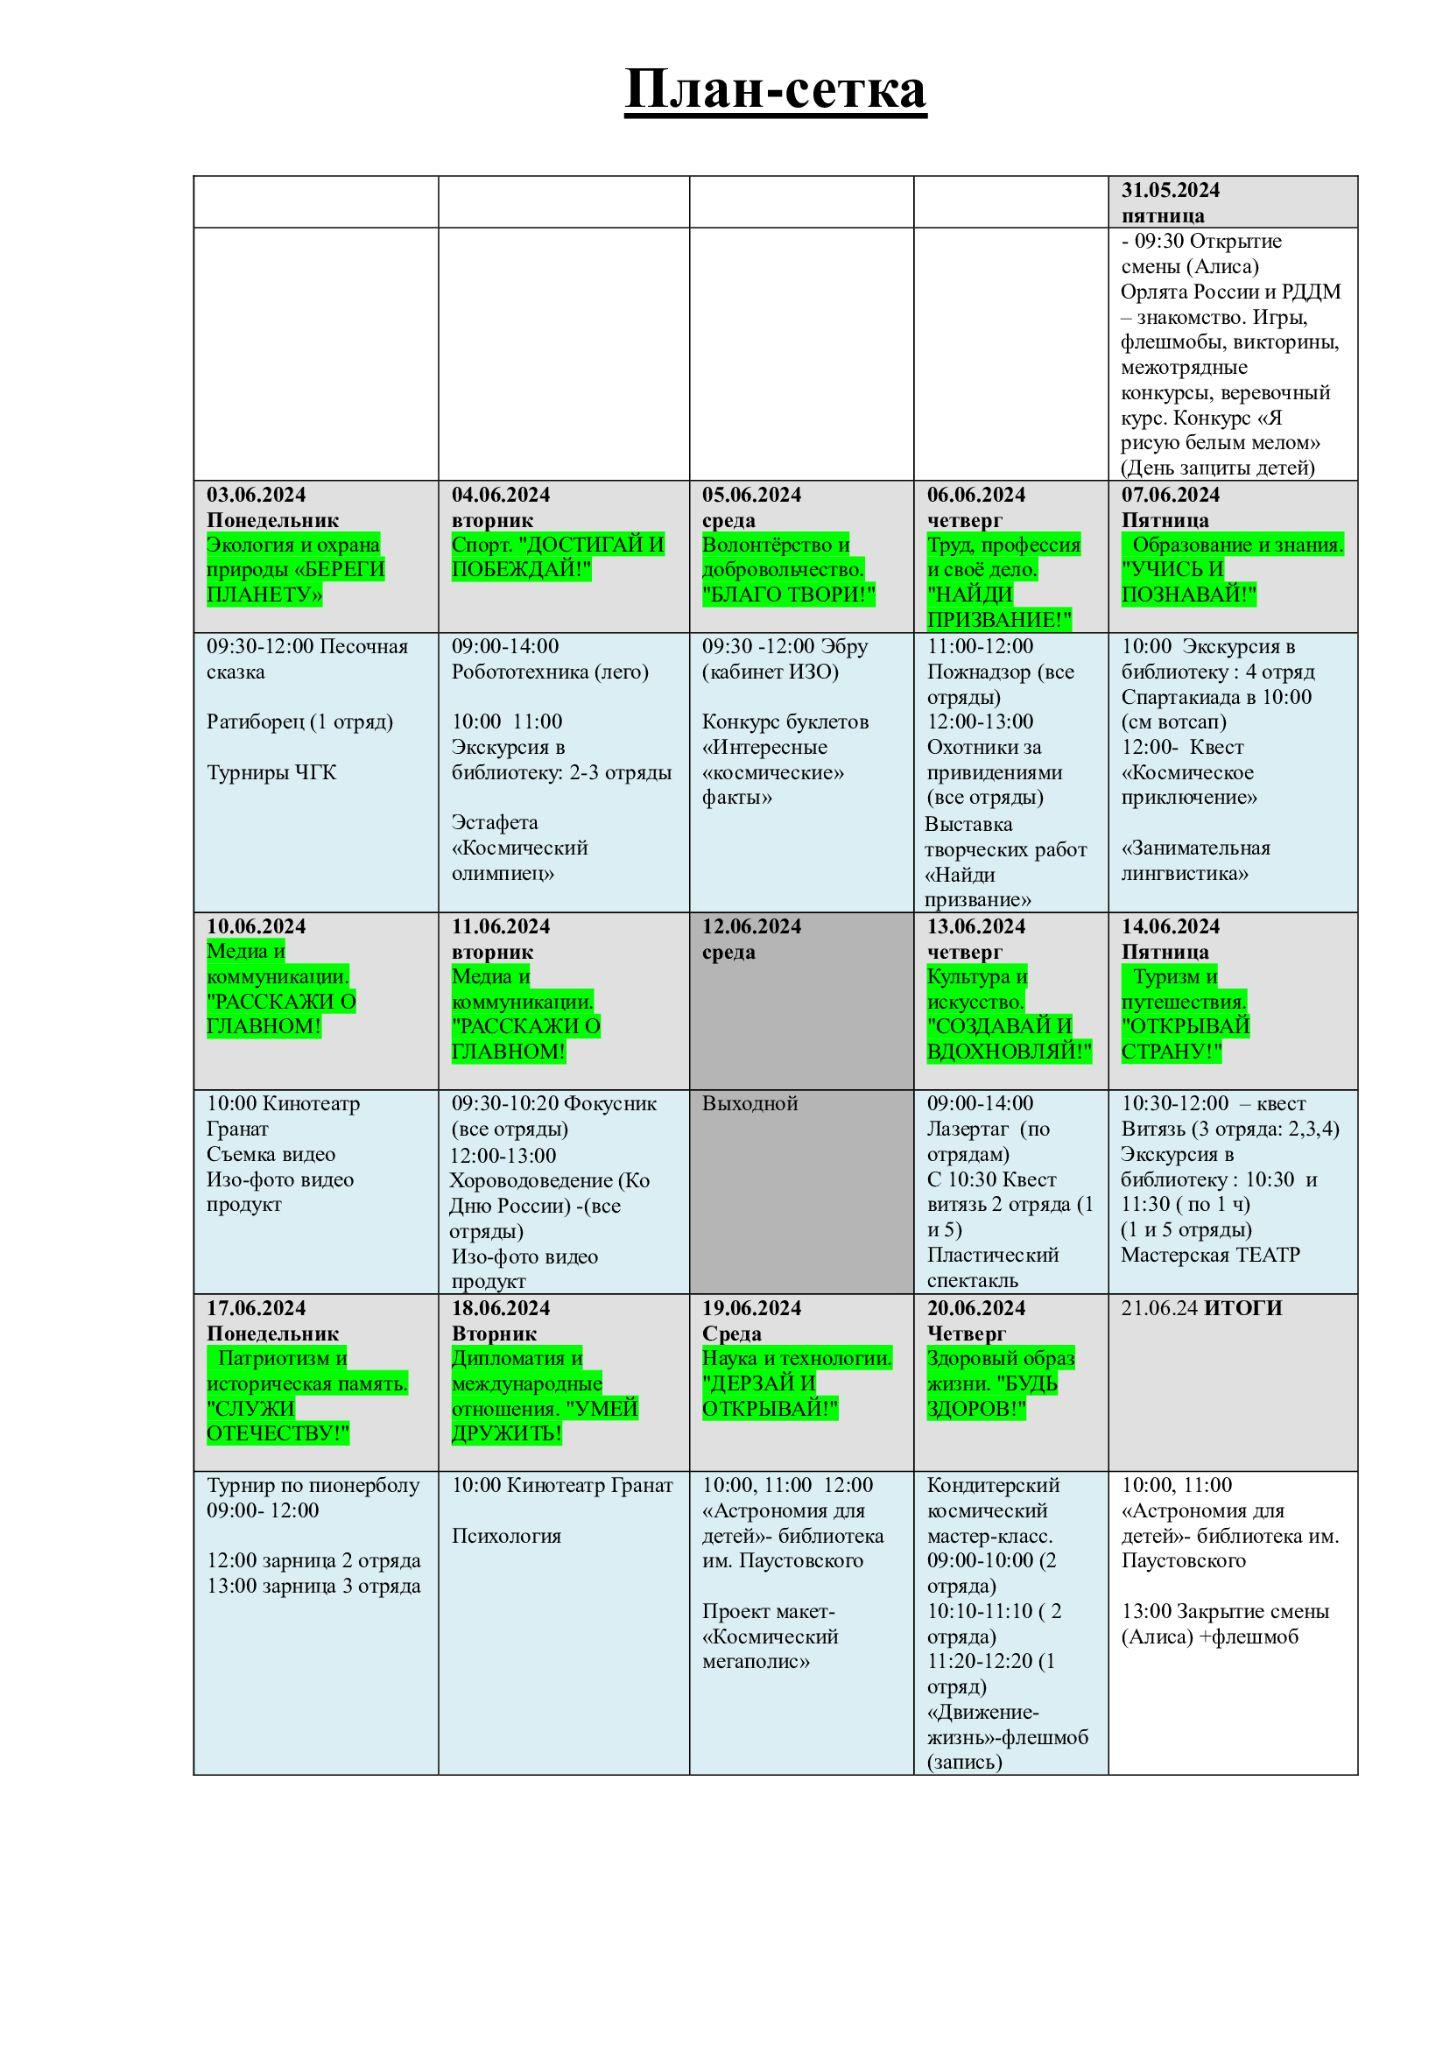 План-сетка
31.05.2024
пятница
- 09:30 Открытие
смены (Алиса)
Орлята России и РДДМ
– знакомство. Игры,
флешмобы, викторины,
межотрядные
конкурсы, веревочный
курс. Конкурс «Я
рисую белым мелом»
(День защиты детей)
03.06.2024
Понедельник
Экология и охрана
природы «БЕРЕГИ
ПЛАНЕТУ»
04.06.2024
вторник
Спорт. "ДОСТИГАЙ И
ПОБЕЖДАЙ!"
05.06.2024
среда
Волонтёрство и
добровольчество.
"БЛАГО ТВОРИ!"
06.06.2024
четверг
Труд, профессия
и своё дело.
"НАЙДИ
ПРИЗВАНИЕ!"
07.06.2024
Пятница
Образование и знания.
"УЧИСЬ И
ПОЗНАВАЙ!"
09:30-12:00 Песочная
сказка
Ратиборец (1 отряд)
Турниры ЧГК
09:00-14:00
Робототехника (лего)
10:00 11:00
Экскурсия в
библиотеку: 2-3 отряды
Эстафета
«Космический
олимпиец»
09:30 -12:00 Эбру
(кабинет ИЗО)
Конкурс буклетов
«Интересные
«космические»
факты»
11:00-12:00
Пожнадзор (все
отряды)
12:00-13:00
Охотники за
привидениями
(все отряды)
Выставка
творческих работ
«Найди
призвание»
10:00 Экскурсия в
библиотеку : 4 отряд
Спартакиада в 10:00
(см вотсап)
12:00- Квест
«Космическое
приключение»
«Занимательная
лингвистика»
10.06.2024
Медиа и
коммуникации.
"РАССКАЖИ О
ГЛАВНОМ!
11.06.2024
вторник
Медиа и
коммуникации.
"РАССКАЖИ О
ГЛАВНОМ!
12.06.2024
среда
13.06.2024
четверг
Культура и
искусство.
"СОЗДАВАЙ И
ВДОХНОВЛЯЙ!"
14.06.2024
Пятница
Туризм и
путешествия.
"ОТКРЫВАЙ
СТРАНУ!"
10:00 Кинотеатр
Гранат
Съемка видео
Изо-фото видео
продукт
09:30-10:20 Фокусник
(все отряды)
12:00-13:00
Хороводоведение (Ко
Дню России) -(все
отряды)
Изо-фото видео
продукт
Выходной
09:00-14:00
Лазертаг (по
отрядам)
С 10:30 Квест
витязь 2 отряда (1
и 5)
Пластический
спектакль
10:30-12:00 – квест
Витязь (3 отряда: 2,3,4)
Экскурсия в
библиотеку : 10:30 и
11:30 ( по 1 ч)
(1 и 5 отряды)
Мастерская ТЕАТР
17.06.2024
Понедельник
Патриотизм и
историческая память.
"СЛУЖИ
ОТЕЧЕСТВУ!"
18.06.2024
Вторник
Дипломатия и
международные
отношения. "УМЕЙ
ДРУЖИТЬ!
19.06.2024
Среда
Наука и технологии.
"ДЕРЗАЙ И
ОТКРЫВАЙ!"
20.06.2024
Четверг
Здоровый образ
жизни. "БУДЬ
ЗДОРОВ!"
21.06.24 ИТОГИ
Турнир по пионерболу
09:00- 12:00
12:00 зарница 2 отряда
13:00 зарница 3 отряда
10:00 Кинотеатр Гранат
Психология
10:00, 11:00 12:00
«Астрономия для
детей»- библиотека
им. Паустовского
Проект макет-
«Космический
мегаполис»
Кондитерский
космический
мастер-класс.
09:00-10:00 (2
отряда)
10:10-11:10 ( 2
отряда)
11:20-12:20 (1
отряд)
«Движение-
жизнь»-флешмоб
(запись)
10:00, 11:00
«Астрономия для
детей»- библиотека им.
Паустовского
13:00 Закрытие смены
(Алиса) +флешмоб